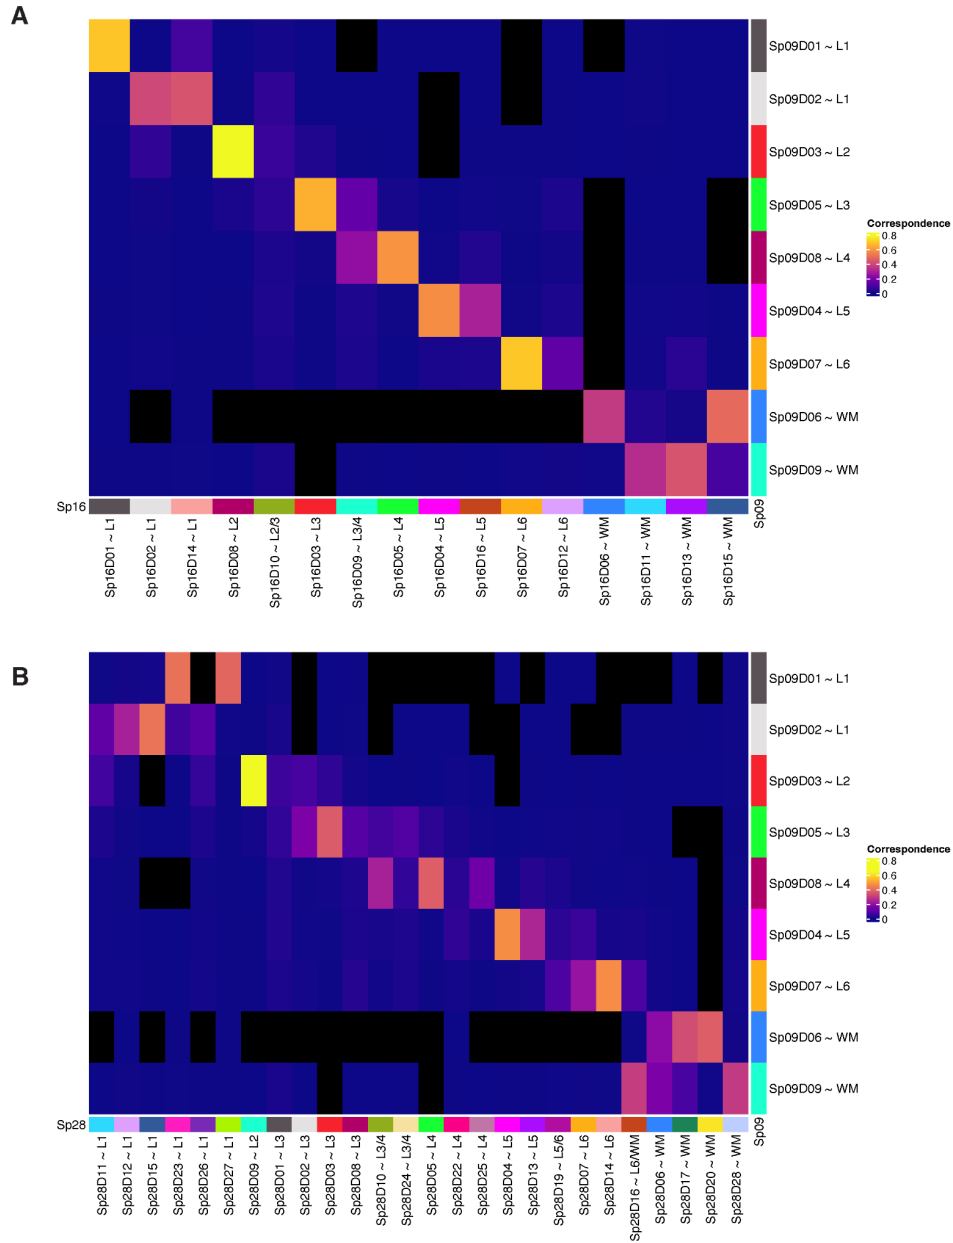 A
Sp09D01 ~ L1
Sp09D02 ~ L1
Sp09D03 ~ L2
Sp09D05 ~ L3
Sp09D08 ~ L4
Sp09D04 ~ L5
Sp09D07 ~ L6
Sp09D06 ~ WM
Sp09D09 ~ WM
Correspondence
0.8
0.6
0.4
0.2
0
Sp16
Sp09
Sp16D01 ~ L1
Sp16D02 ~ L1
Sp16D14 ~ L1
Sp16D08 ~ L2
Sp16D10 ~ L2/3
Sp16D03 ~ L3
Sp16D09 ~ L3/4
Sp16D05 ~ L4
Sp16D04 ~ L5
Sp16D16 ~ L5
Sp16D07 ~ L6
Sp16D12 ~ L6
Sp16D06 ~ WM
Sp16D11 ~ WM
Sp16D13 ~ WM
Sp16D15 ~ WM
B
Sp09D01 ~ L1
Sp09D02 ~ L1
Sp09D03 ~ L2
Sp09D05 ~ L3
Sp09D08 ~ L4
Sp09D04 ~ L5
Sp09D07 ~ L6
Sp09D06 ~ WM
Sp09D09 ~ WM
Correspondence
0.8
0.6
0.4
0.2
0
Sp28
Sp09
Sp28D11 ~ L1
Sp28D12 ~ L1
Sp28D15 ~ L1
Sp28D23 ~ L1
Sp28D26 ~ L1
Sp28D27 ~ L1
Sp28D09 ~ L2
Sp28D01 ~ L3
Sp28D02 ~ L3
Sp28D03 ~ L3
Sp28D08 ~ L3
Sp28D10 ~ L3/4
Sp28D24 ~ L3/4
Sp28D05 ~ L4
Sp28D22 ~ L4
Sp28D25 ~ L4
Sp28D04 ~ L5
Sp28D13 ~ L5
Sp28D19 ~ L5/6
Sp28D07 ~ L6
Sp28D14 ~ L6
Sp28D16 ~ L6/WM
Sp28D06 ~ WM
Sp28D17 ~ WM
Sp28D20 ~ WM
Sp28D28 ~ WM